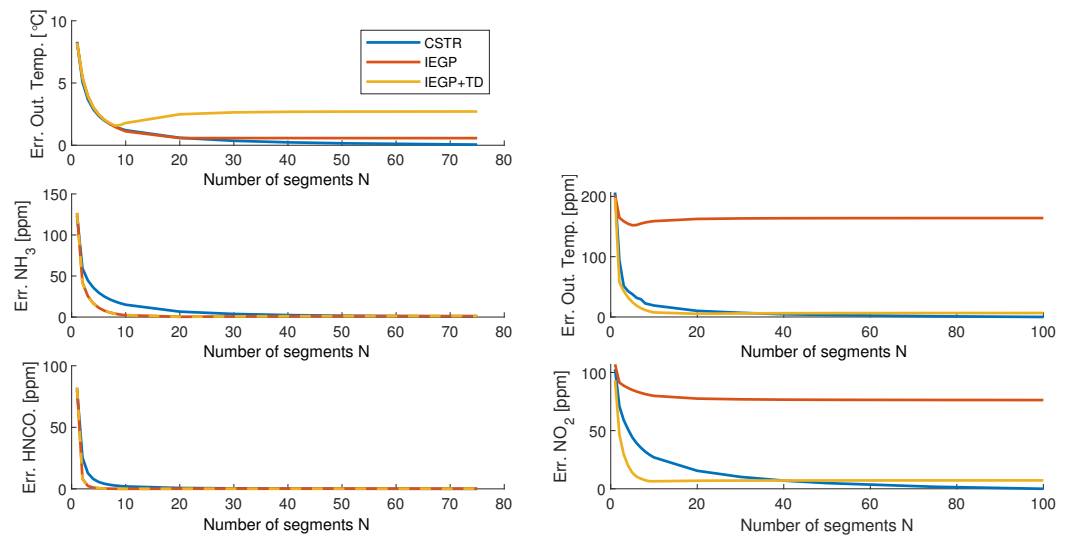 Err. Out. Temp. [°C]
10
5
0
0 10 20 30 40 50 60 70 80
Number of segments N
CSTR
IEGP
IEGP+TD
Err. NH3 [ppm]
150
100
50
0
0 10 20 30 40 50 60 70 80
Number of segments N
Err. HNCO. [ppm]
100
50
0
0 10 20 30 40 50 60 70 80
Number of segments N
Err. Out. Temp. [ppm]
200
100
0
0 20 40 60 80 100
Number of segments N
Err. NO2 [ppm]
100
50
0
0 20 40 60 80 100
Number of segments N